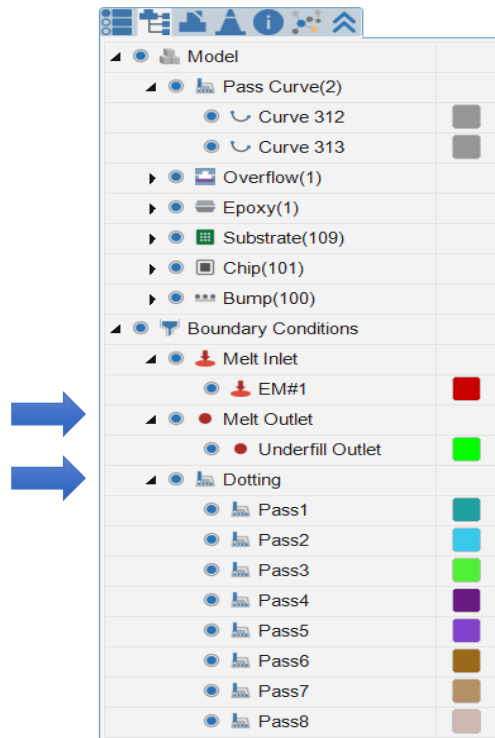 Model
Pass Curve(2)
Curve 312
Curve 313
Overflow(1)
Epoxy(1)
Substrate(109)
Chip(101)
Bump(100)
Boundary Conditions
Melt Inlet
EM#1
Melt Outlet
Underfill Outlet
Dotting
Pass1
Pass2
Pass3
Pass4
Pass5
Pass6
Pass7
Pass8